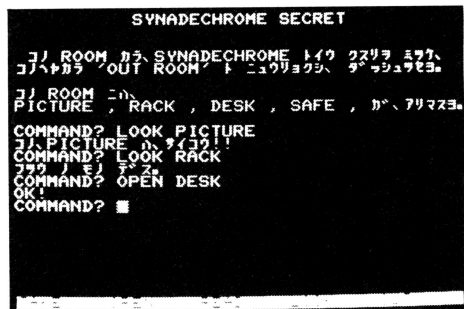 SYNADECHROME SECRET
コノ ROOM カラ、SYNADECHROME トイウ クスリヲ ミツケ、
コノヘヤカラ ´OUT ROOM´ ト ニュウリョクシ、 ダッシュツセヨ。
コノ ROOM ニハ、
PICTURE , RACK , DESK , SAFE , ガ、アリマスヨ。
COMMAND? LOOK PICTURE
コノ、PICTURE ハ、サイコウ!!
COMMAND? LOOK RACK
フツウ ノ モノ デス。
COMMAND? OPEN DESK
OK!
COMMAND?